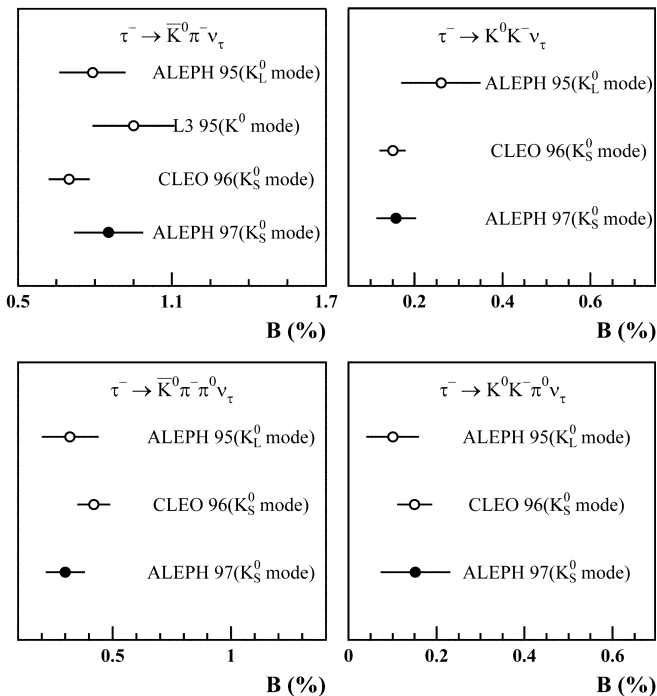 τ⁻ → K̅⁰π⁻ν_τ
ALEPH 95(K⁰_L mode)
L3 95(K⁰ mode)
CLEO 96(K⁰_S mode)
ALEPH 97(K⁰_S mode)
0.5 1.1 1.7
B (%)
τ⁻ → K⁰K⁻ν_τ
ALEPH 95(K⁰_L mode)
CLEO 96(K⁰_S mode)
ALEPH 97(K⁰_S mode)
0.2 0.4 0.6
B (%)
τ⁻ → K̅⁰π⁻π⁰ν_τ
ALEPH 95(K⁰_L mode)
CLEO 96(K⁰_S mode)
ALEPH 97(K⁰_S mode)
0.5 1
B (%)
τ⁻ → K⁰K⁻π⁰ν_τ
ALEPH 95(K⁰_L mode)
CLEO 96(K⁰_S mode)
ALEPH 97(K⁰_S mode)
0 0.2 0.4 0.6
B (%)